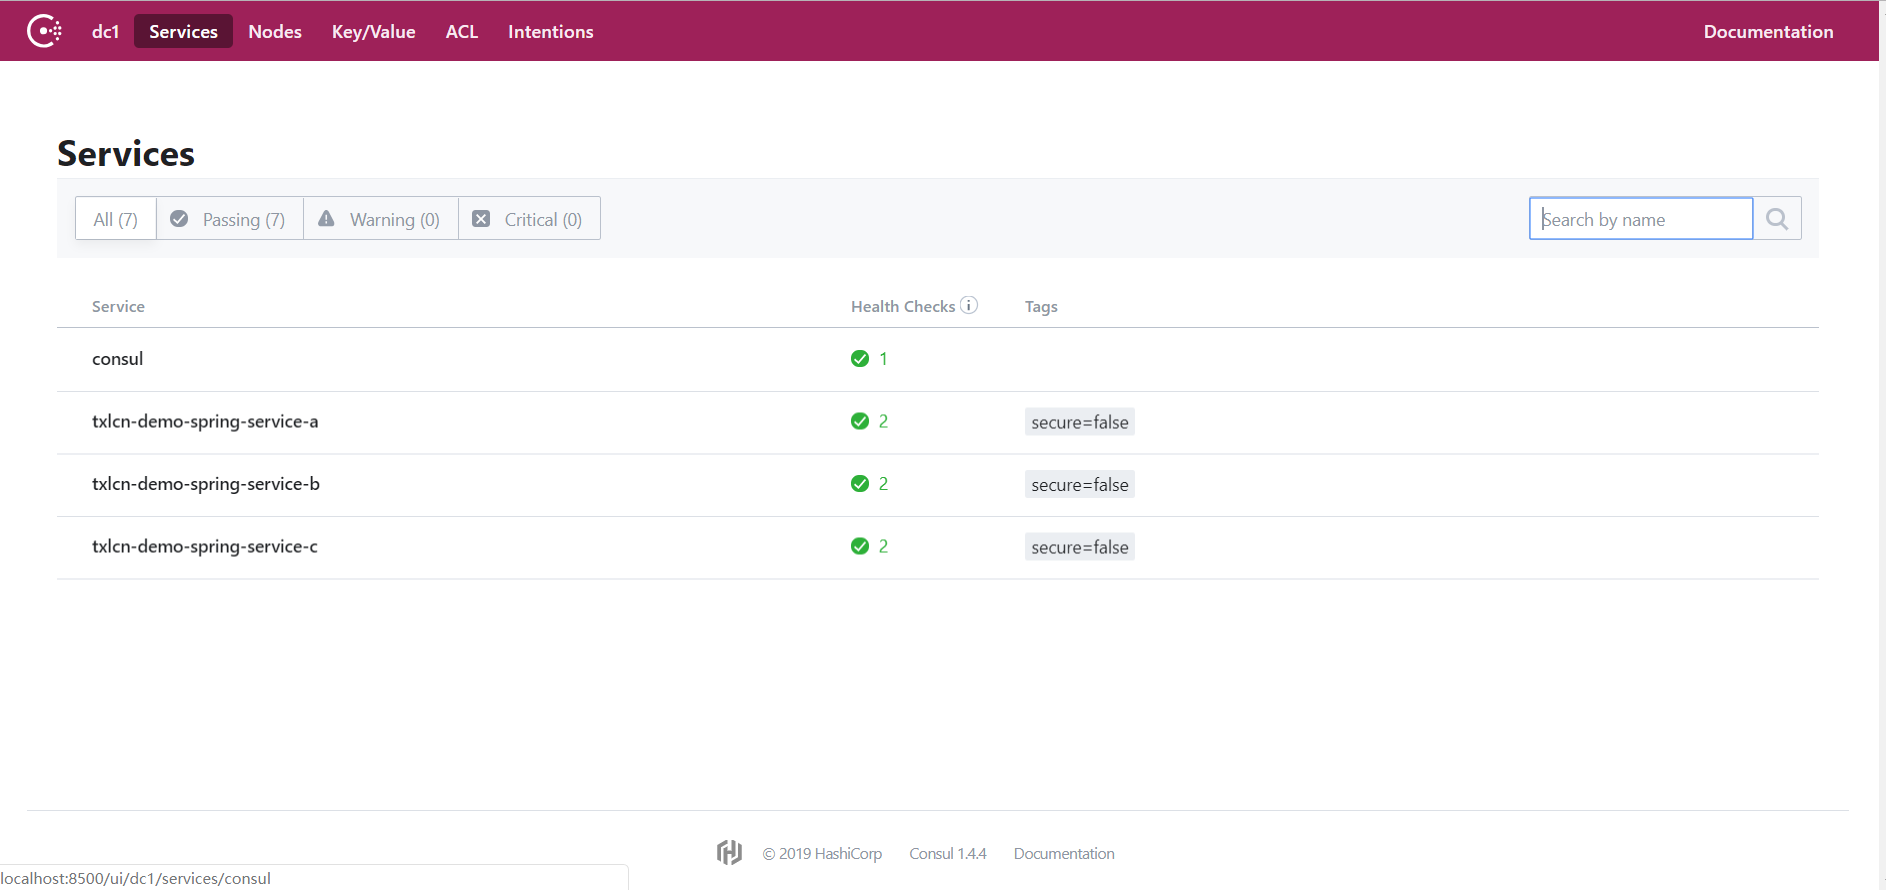 dc1 Services Nodes Key/Value ACL Intentions Documentation
Services
All (7) Passing (7) Warning (0) Critical (0) Search by name
Service Health Checks Tags
consul 1
txlcn-demo-spring-service-a 2 secure=false
txlcn-demo-spring-service-b 2 secure=false
txlcn-demo-spring-service-c 2 secure=false
© 2019 HashiCorp Consul 1.4.4 Documentation
localhost:8500/ui/dc1/services/consul